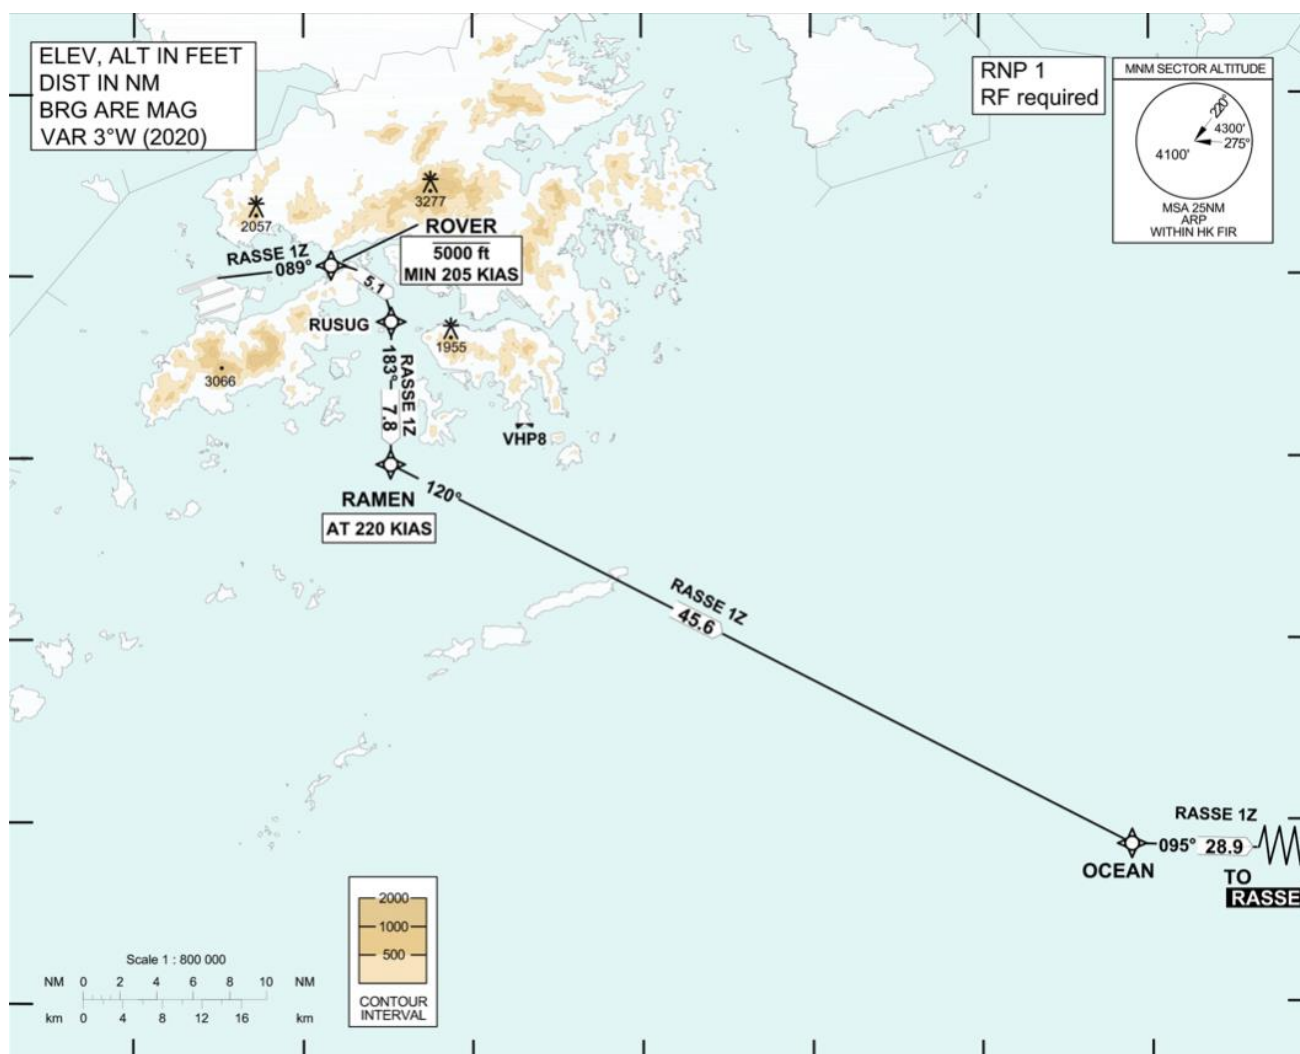 ELEV, ALT IN FEET
DIST IN NM
BRG ARE MAG
VAR 3°W (2020)
RNP 1
RF required
MNM SECTOR ALTITUDE
220°
4300'
275°
4100'
MSA 25NM
ARP
WITHIN HK FIR
3277
2057
ROVER
5000 ft
MIN 205 KIAS
RASSE 1Z
089°
5.1
RUSUG
1955
3066
183°
RASSE 1Z
7.8
VHP8
RAMEN
120°
AT 220 KIAS
RASSE 1Z
45.6
RASSE 1Z
095° 28.9
OCEAN
TO
RASSE
2000
1000
500
CONTOUR
INTERVAL
Scale 1 : 800 000
NM 0 2 4 6 8 10 NM
km 0 4 8 12 16 km